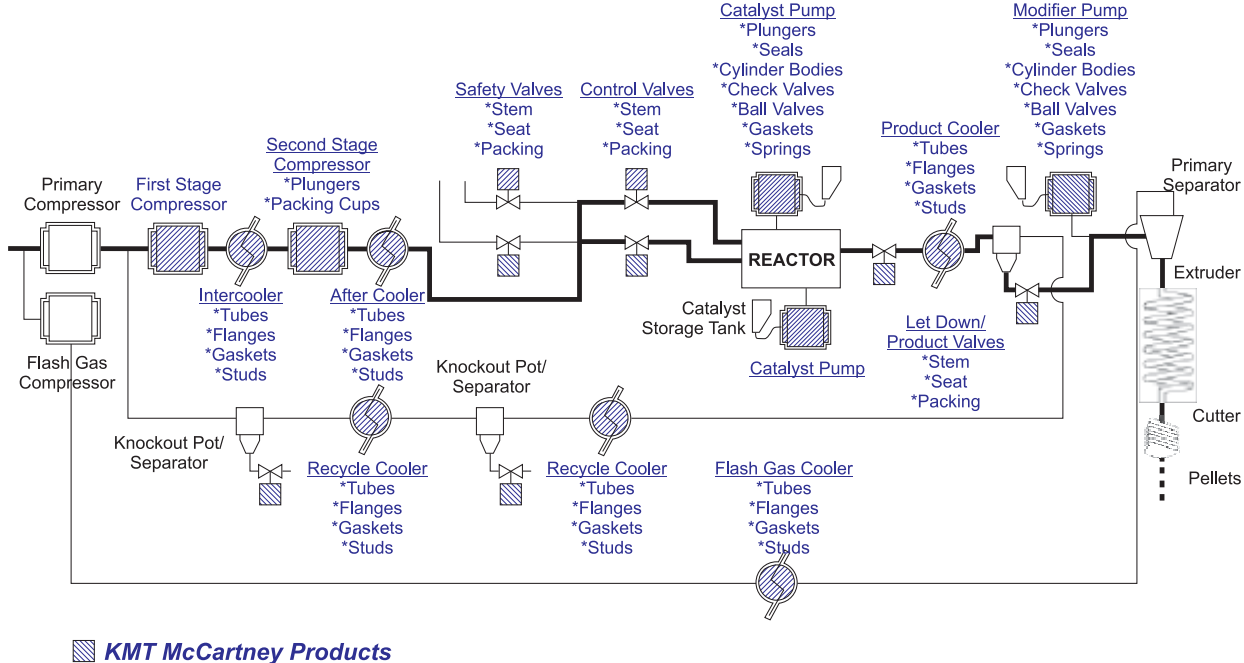 Catalyst Pump
*Plungers
*Seals
*Cylinder Bodies
*Check Valves
*Ball Valves
*Gaskets
*Springs
Modifier Pump
*Plungers
*Seals
*Cylinder Bodies
*Check Valves
*Ball Valves
*Gaskets
*Springs
Safety Valves
*Stem
*Seat
*Packing
Control Valves
*Stem
*Seat
*Packing
Product Cooler
*Tubes
*Flanges
*Gaskets
*Studs
Primary
Separator
Primary
Compressor
First Stage
Compressor
Second Stage
Compressor
*Plungers
*Packing Cups
REACTOR
Extruder
Intercooler
*Tubes
*Flanges
*Gaskets
*Studs
After Cooler
*Tubes
*Flanges
*Gaskets
*Studs
Catalyst
Storage Tank
Catalyst Pump
Let Down/
Product Valves
*Stem
*Seat
*Packing
Flash Gas
Compressor
Knockout Pot/
Separator
Knockout Pot/
Separator
Cutter
Pellets
Recycle Cooler
*Tubes
*Flanges
*Gaskets
*Studs
Recycle Cooler
*Tubes
*Flanges
*Gaskets
*Studs
Flash Gas Cooler
*Tubes
*Flanges
*Gaskets
*Studs
KMT McCartney Products